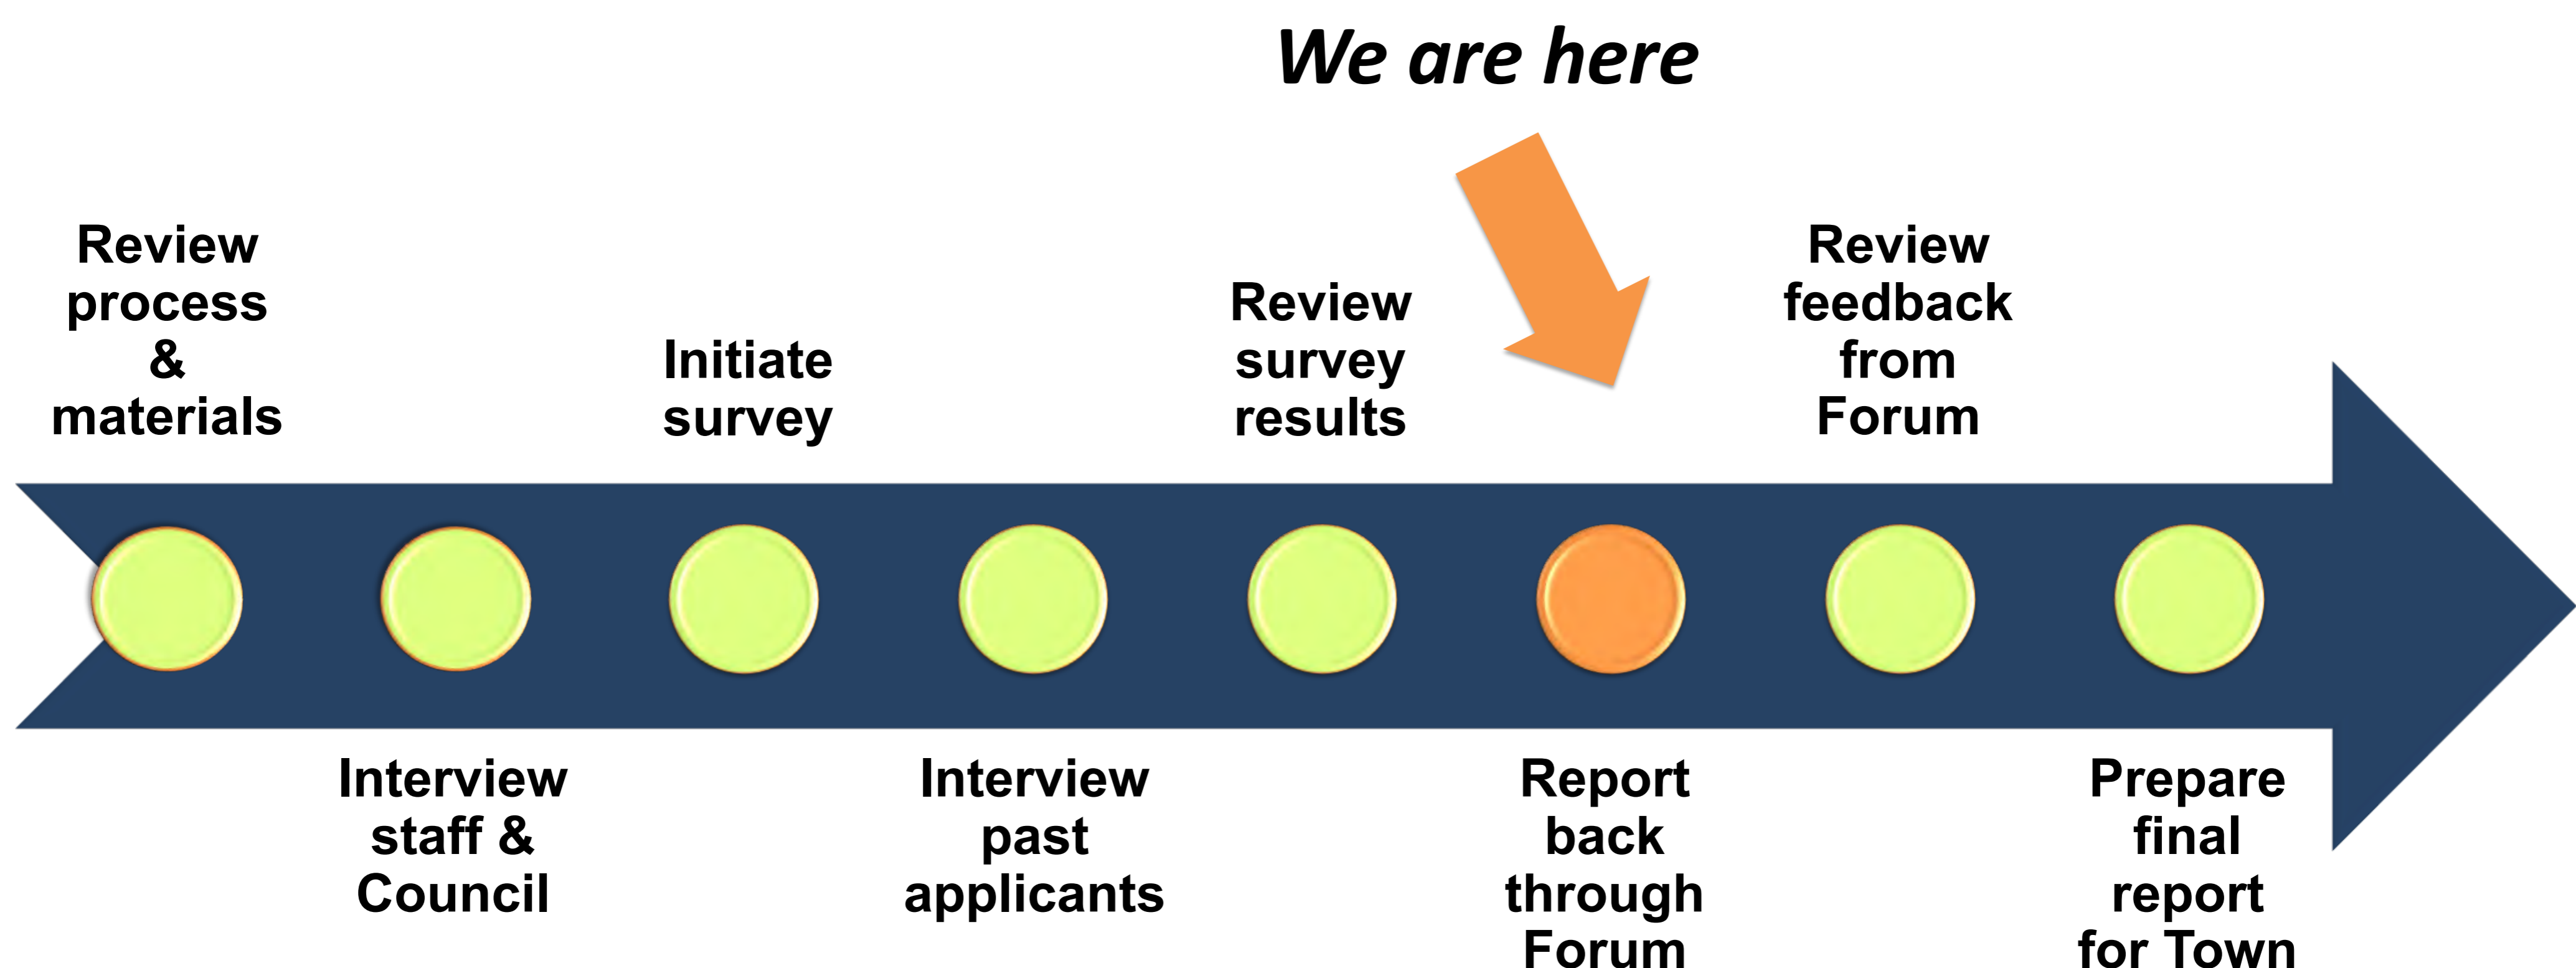 We are here
Review
process
&
materials
Interview
staff &
Council
Initiate
survey
Interview
past
applicants
Review
survey
results
Report
back
through
Forum
Review
feedback
from
Forum
Prepare
final
report
for Town